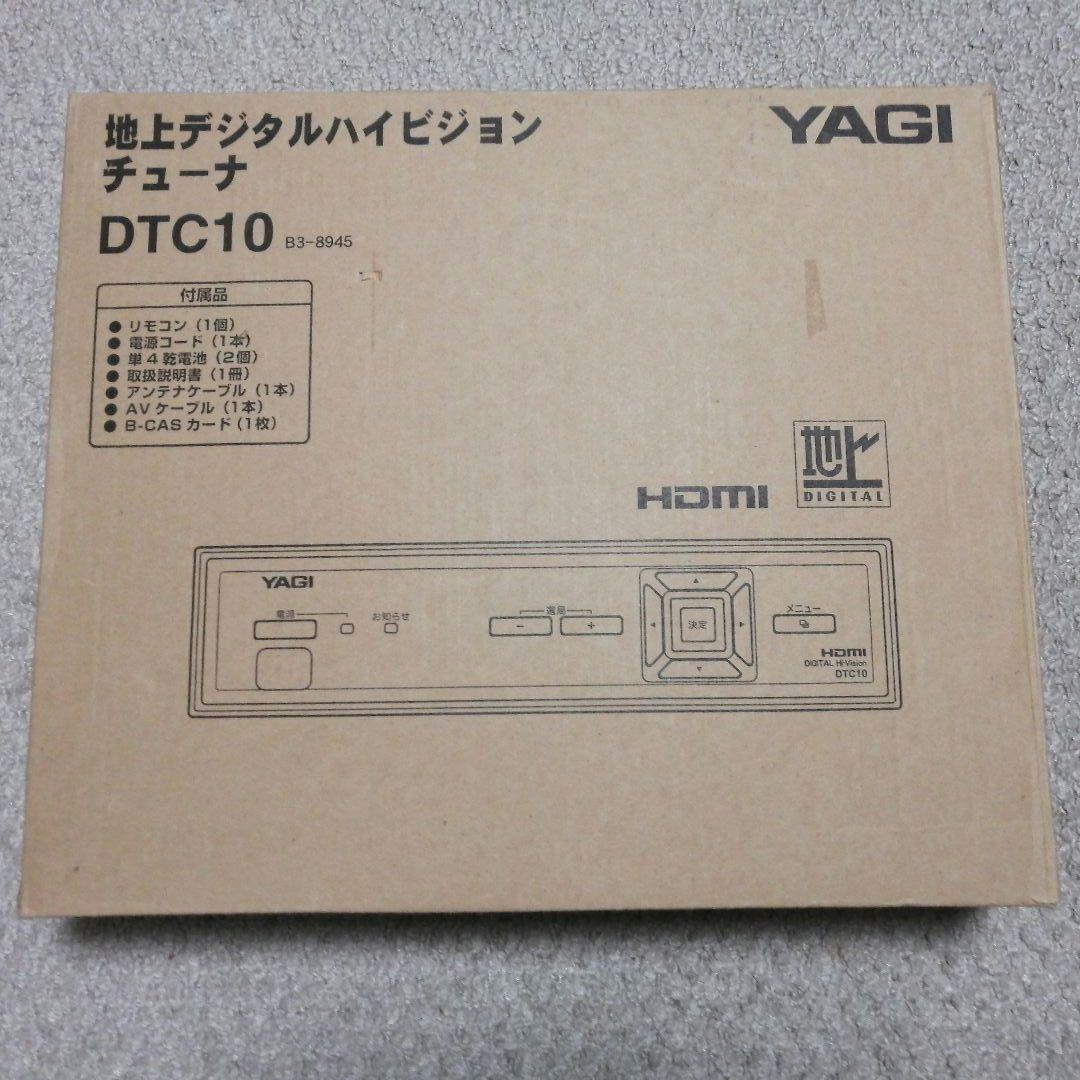 地上デジタルハイビジョン
チューナ
YAGI
DTC10 B3-8945
付属品
● リモコン（1個）
● 電源コード（1本）
● 単4乾電池（2個）
● 取扱説明書（1冊）
● アンテナケーブル（1本）
● AVケーブル（1本）
● B-CASカード（1枚）
HDMI
地上
DIGITAL
YAGI
電源
お知らせ
選局
－
＋
決定
メニュー
HDMI
DIGITAL Hi-Vision
DTC10